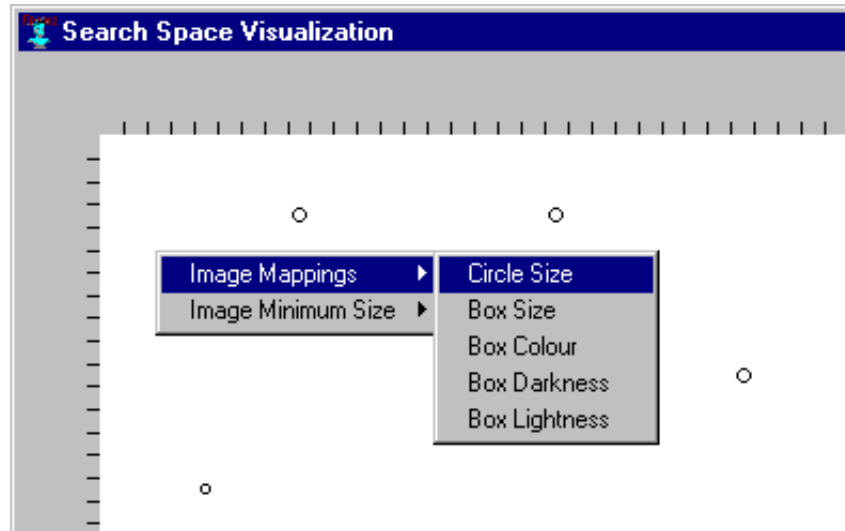 Search Space Visualization
Image Mappings
Image Minimum Size
Circle Size
Box Size
Box Colour
Box Darkness
Box Lightness